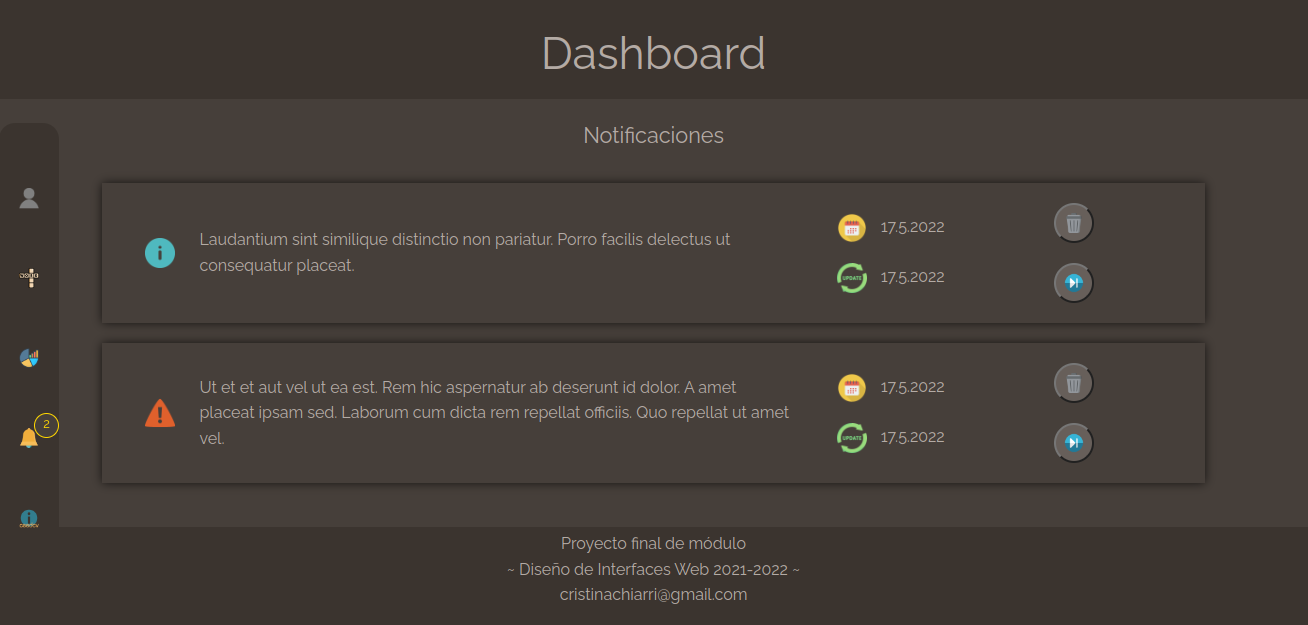 Dashboard
Notificaciones
Laudantium sint similique distinctio non pariatur. Porro facilis delectus ut
consequatur placeat.
17.5.2022
UPDATE
17.5.2022
Ut et et aut vel ut ea est. Rem hic aspernatur ab deserunt id dolor. A amet
placeat ipsam sed. Laborum cum dicta rem repellat officiis. Quo repellat ut amet
vel.
17.5.2022
UPDATE
17.5.2022
2
Proyecto final de módulo
~ Diseño de Interfaces Web 2021-2022 ~
cristinachiarri@gmail.com